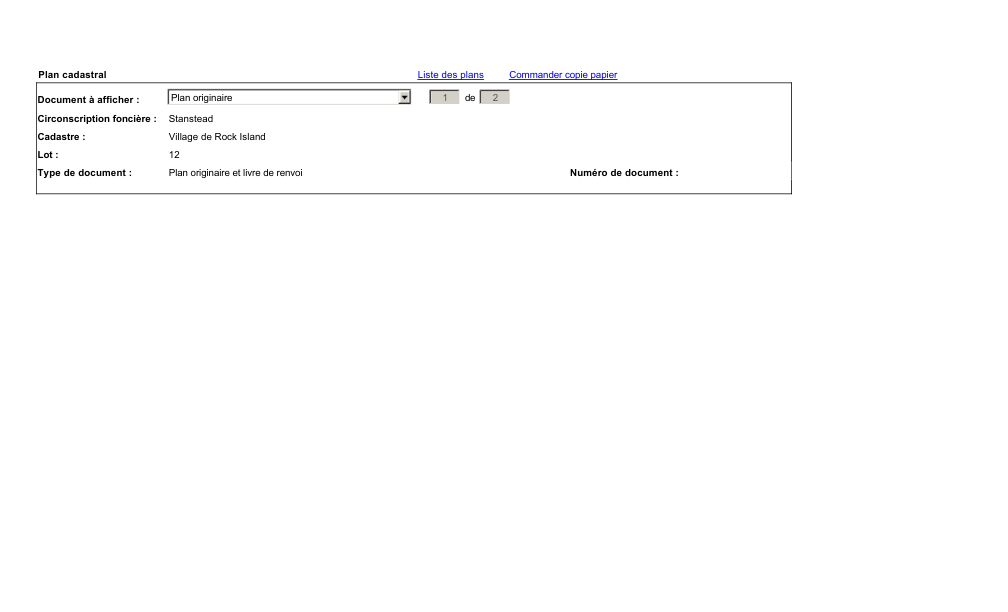 Plan cadastral Liste des plans Commander copie papier
Document à afficher : Plan originaire 1 de 2
Circonscription foncière : Stanstead
Cadastre : Village de Rock Island
Lot : 12
Type de document : Plan originaire et livre de renvoi Numéro de document :